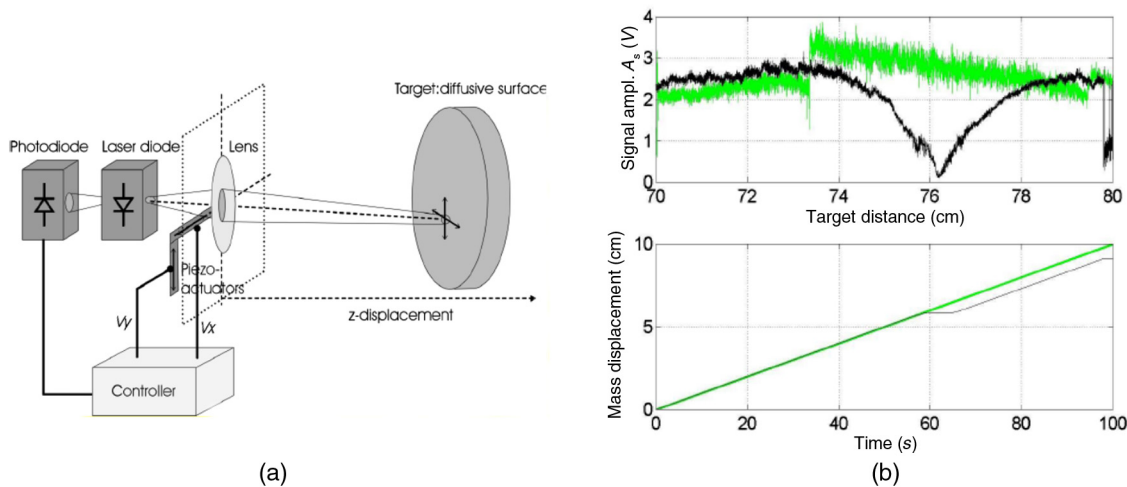 Target:diffusive surface
Photodiode
Laser diode
Lens
Piezo-
actuators
z-displacement
Vy
Vx
Controller
(a)
Signal ampl. As (V)
4
3
2
1
0
70
72
74
76
78
80
Target distance (cm)
Mass displacement (cm)
10
5
0
0
20
40
60
80
100
Time (s)
(b)